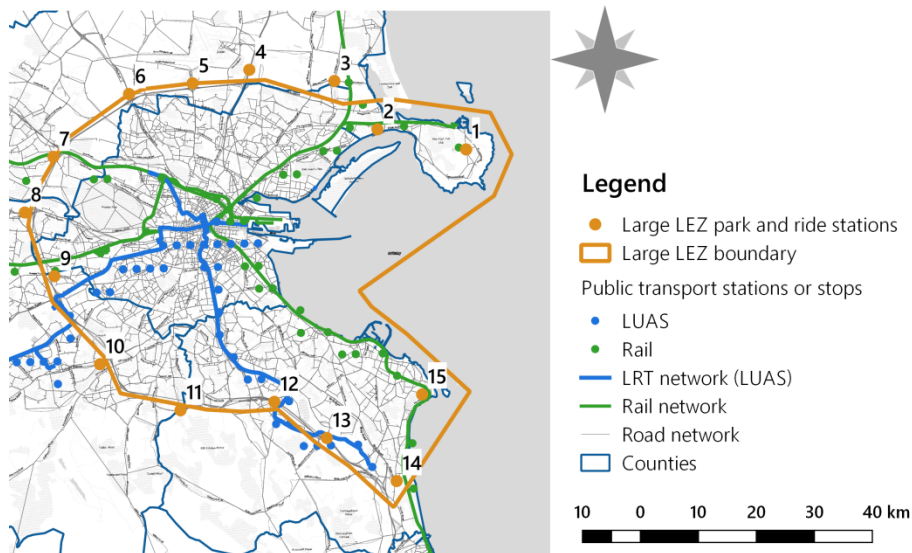 4
3
5
6
2
1
7
8
9
10
11
12
13
15
14
Legend
Large LEZ park and ride stations
Large LEZ boundary
Public transport stations or stops
LUAS
Rail
LRT network (LUAS)
Rail network
Road network
Counties
10 0 10 20 30 40 km